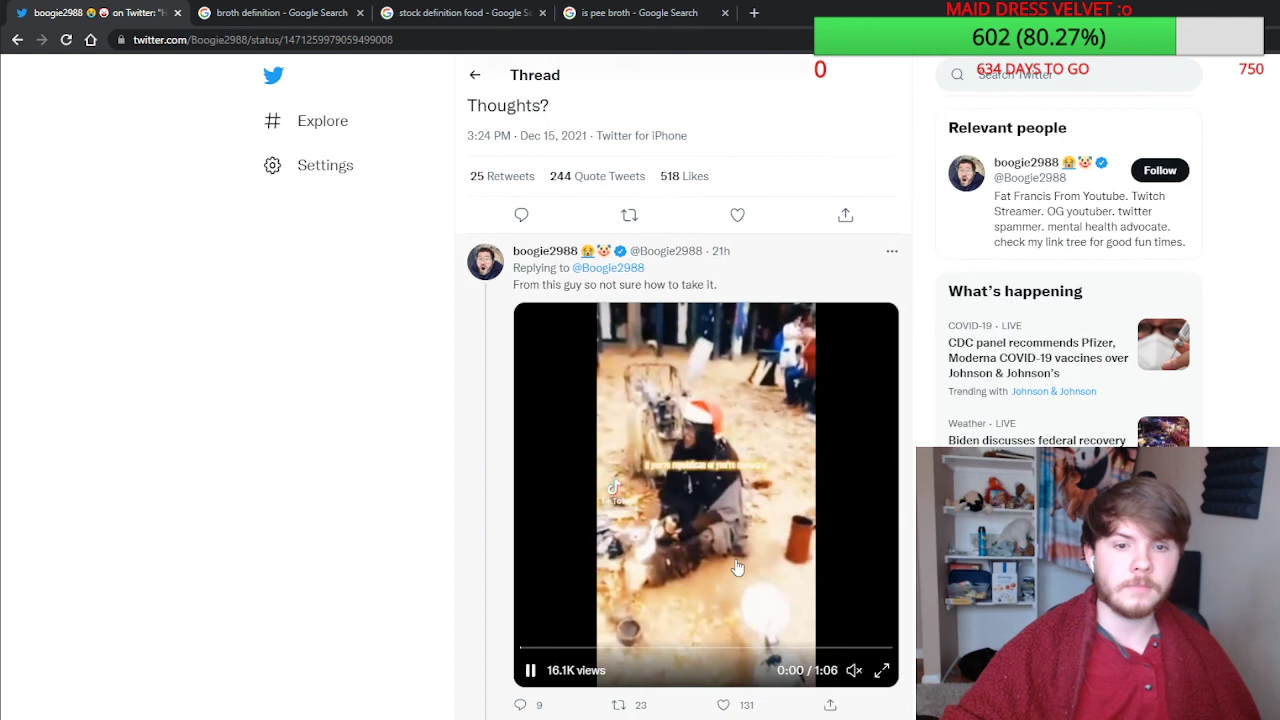 boogie2988 😭🤡 on Twitter: "H
broth definition - Google Search
stock definition food - Google Se
is pee broth - Google Search
twitter.com/Boogie2988/status/1471259979059499008
MAID DRESS VELVET :o
602 (80.27%)
0
634 DAYS TO GO
750
Thread
Search Twitter
Explore
Settings
Thoughts?
3:24 PM · Dec 15, 2021 · Twitter for iPhone
25 Retweets 244 Quote Tweets 518 Likes
boogie2988 😭🤡 @Boogie2988 · 21h
Replying to @Boogie2988
From this guy so not sure how to take it.
16.1K views
0:00 / 1:06
9 23 131
Relevant people
boogie2988 😭🤡
@Boogie2988
Follow
Fat Francis From Youtube. Twitch
Streamer. OG youtuber. twitter
spammer. mental health advocate.
check my link tree for good fun times.
What's happening
COVID-19 · LIVE
CDC panel recommends Pfizer,
Moderna COVID-19 vaccines over
Johnson & Johnson's
Trending with Johnson & Johnson
Weather · LIVE
Biden discusses federal recovery